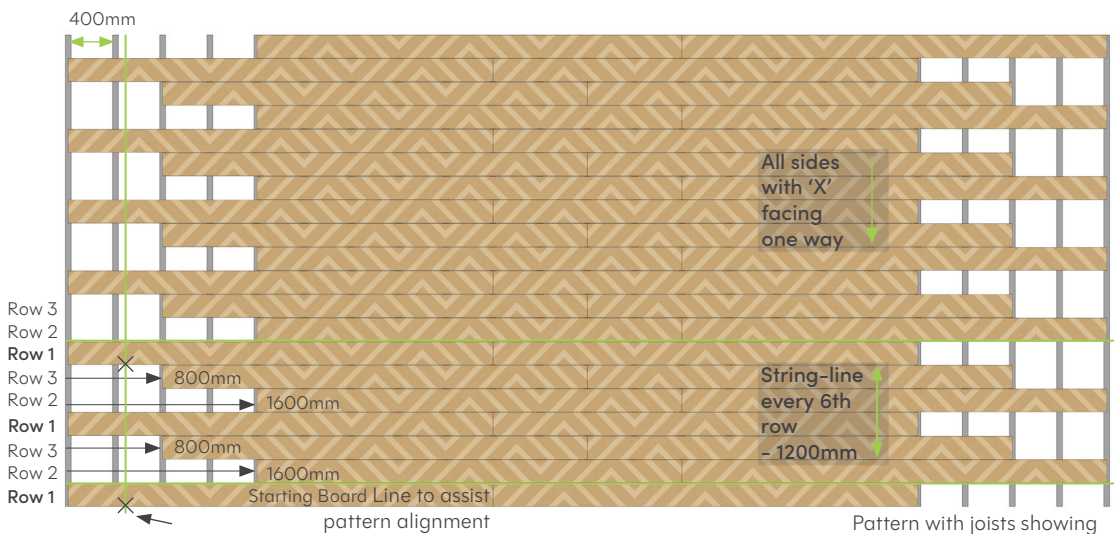 400mm
All sides
with ‘X’
facing
one way
Row 3
Row 2
Row 1
Row 3
800mm
Row 2
1600mm
Row 1
Row 3
800mm
Row 2
1600mm
Row 1
String-line
every 6th
row
- 1200mm
Starting Board Line to assist
pattern alignment
Pattern with joists showing